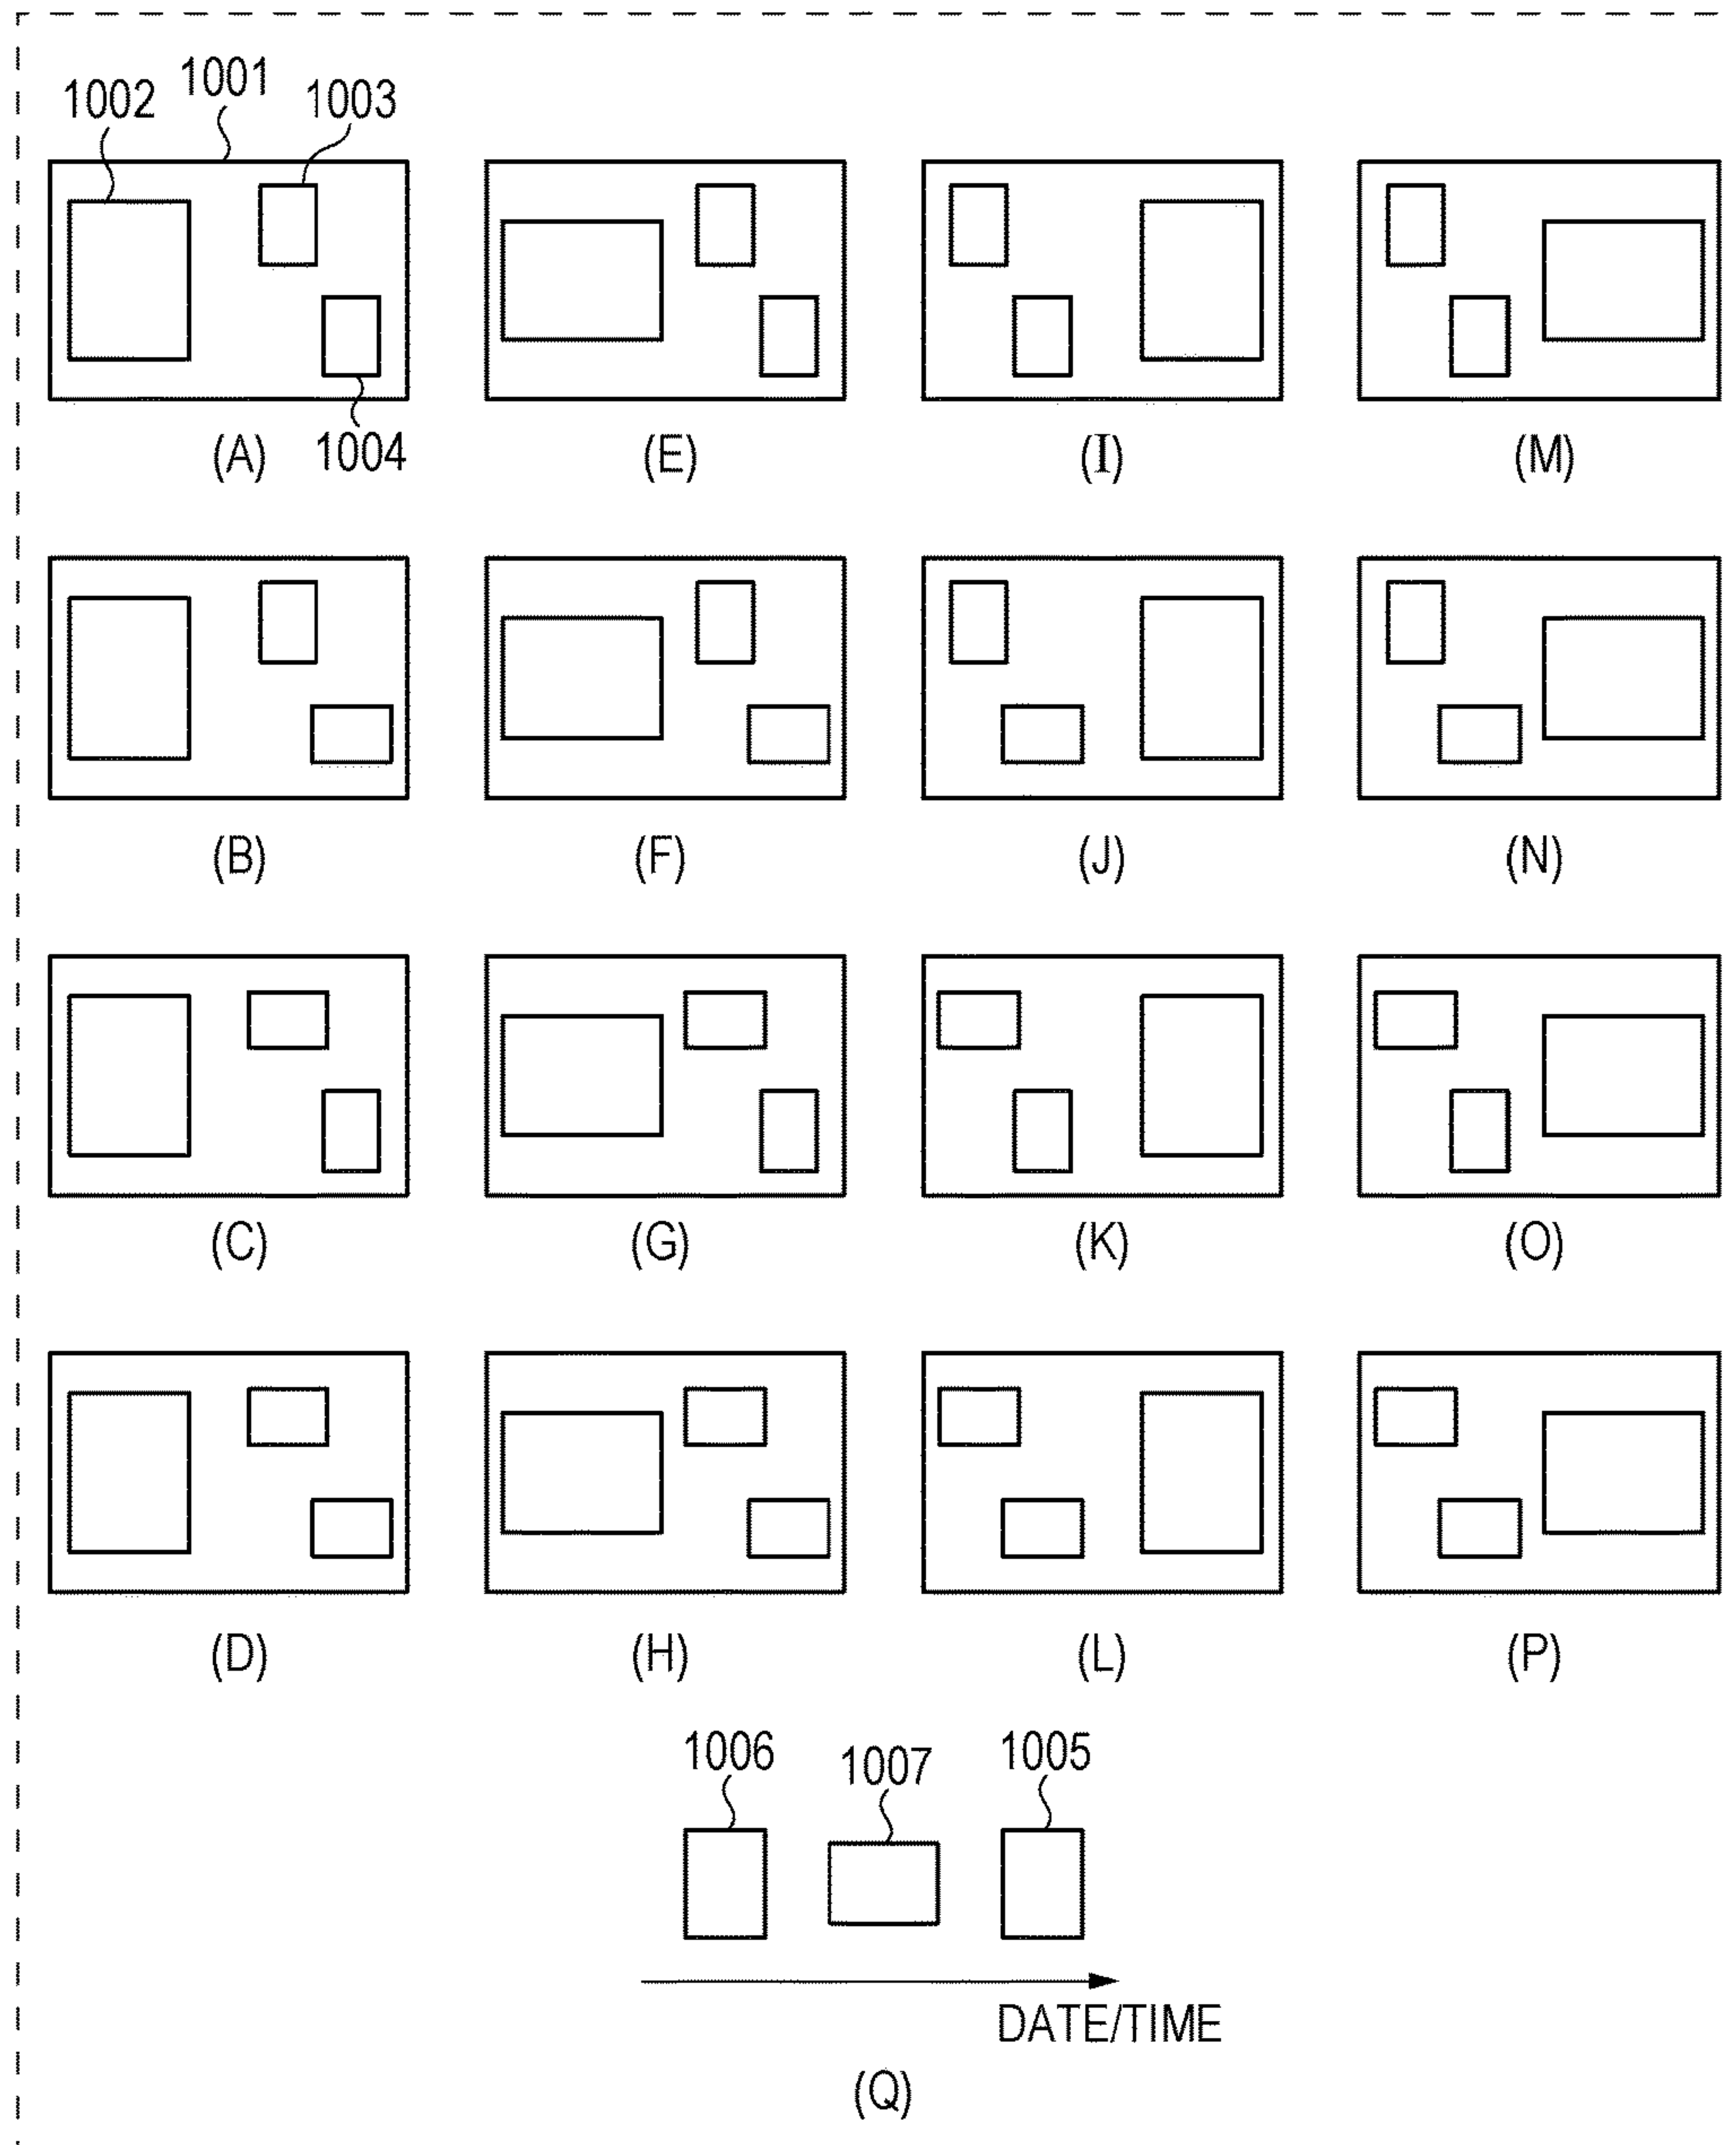 1001
1002
1003
1004
(A)
(E)
(I)
(M)
(B)
(F)
(J)
(N)
(C)
(G)
(K)
(O)
(D)
(H)
(L)
(P)
1006
1007
1005
DATE/TIME
(Q)